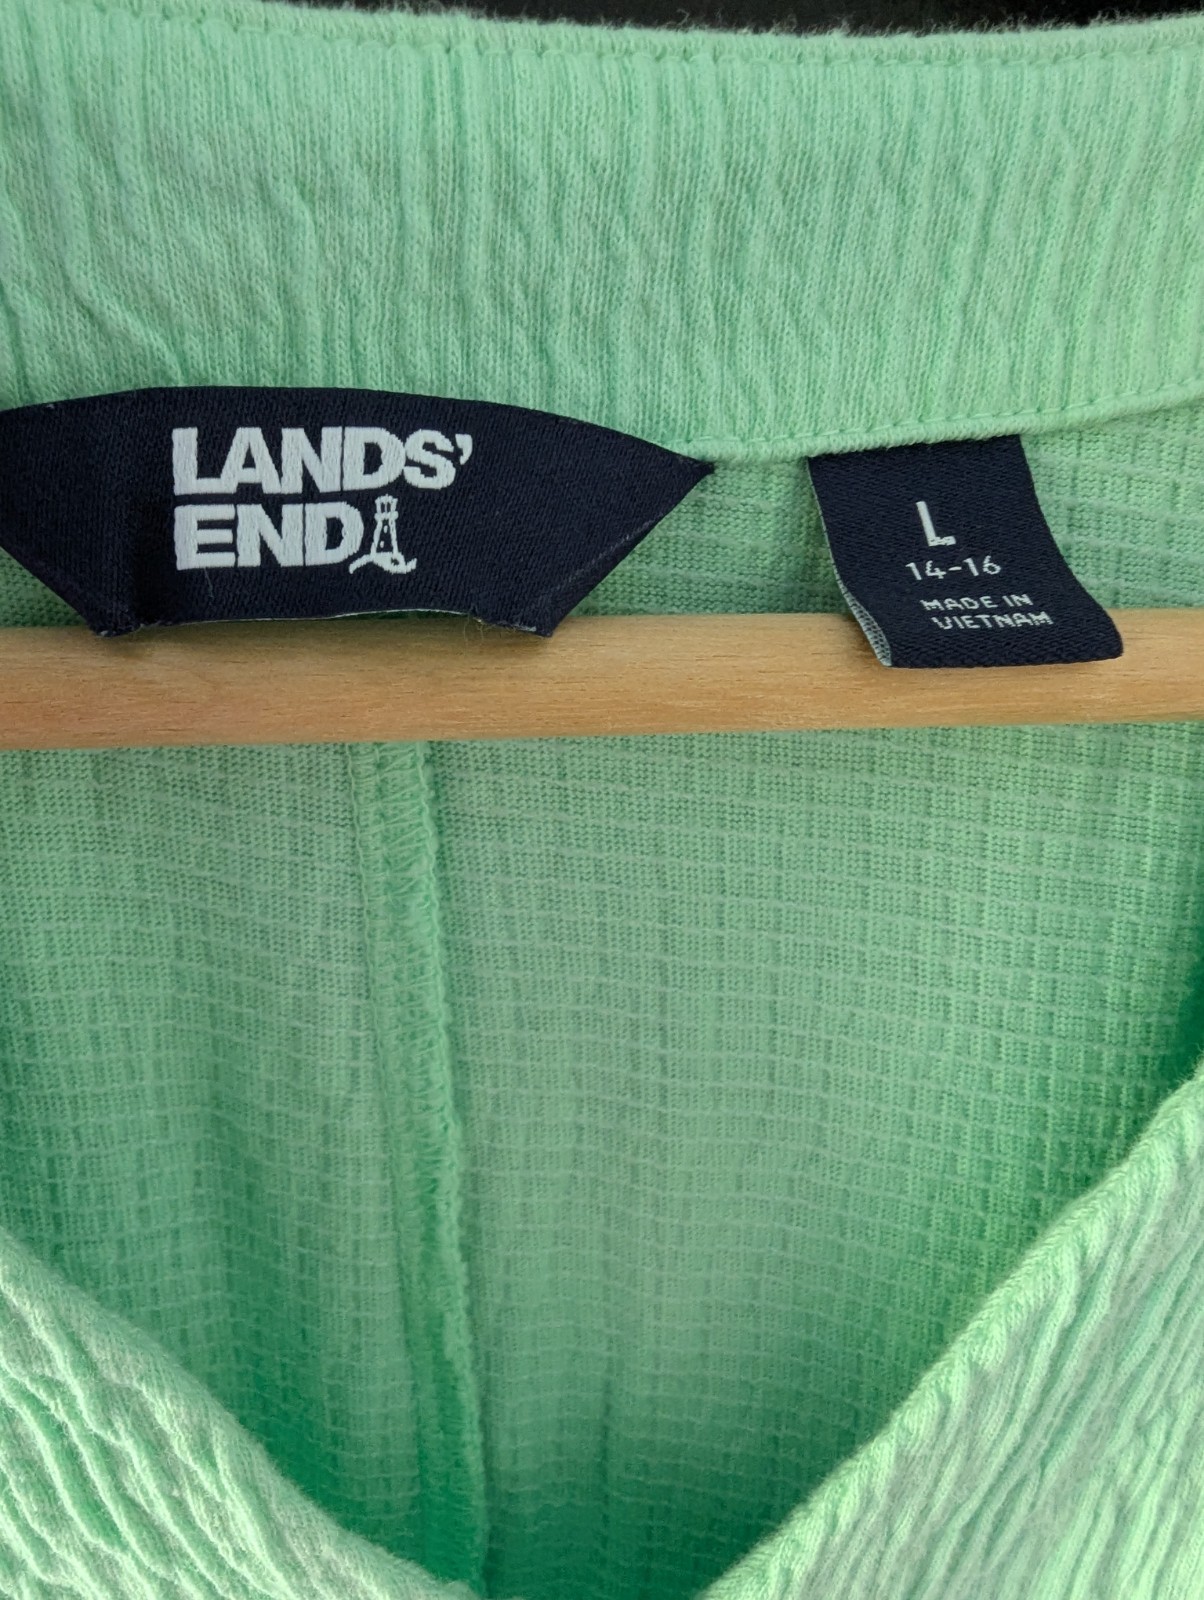 LANDS'
END
L
14-16
MADE IN
VIETNAM